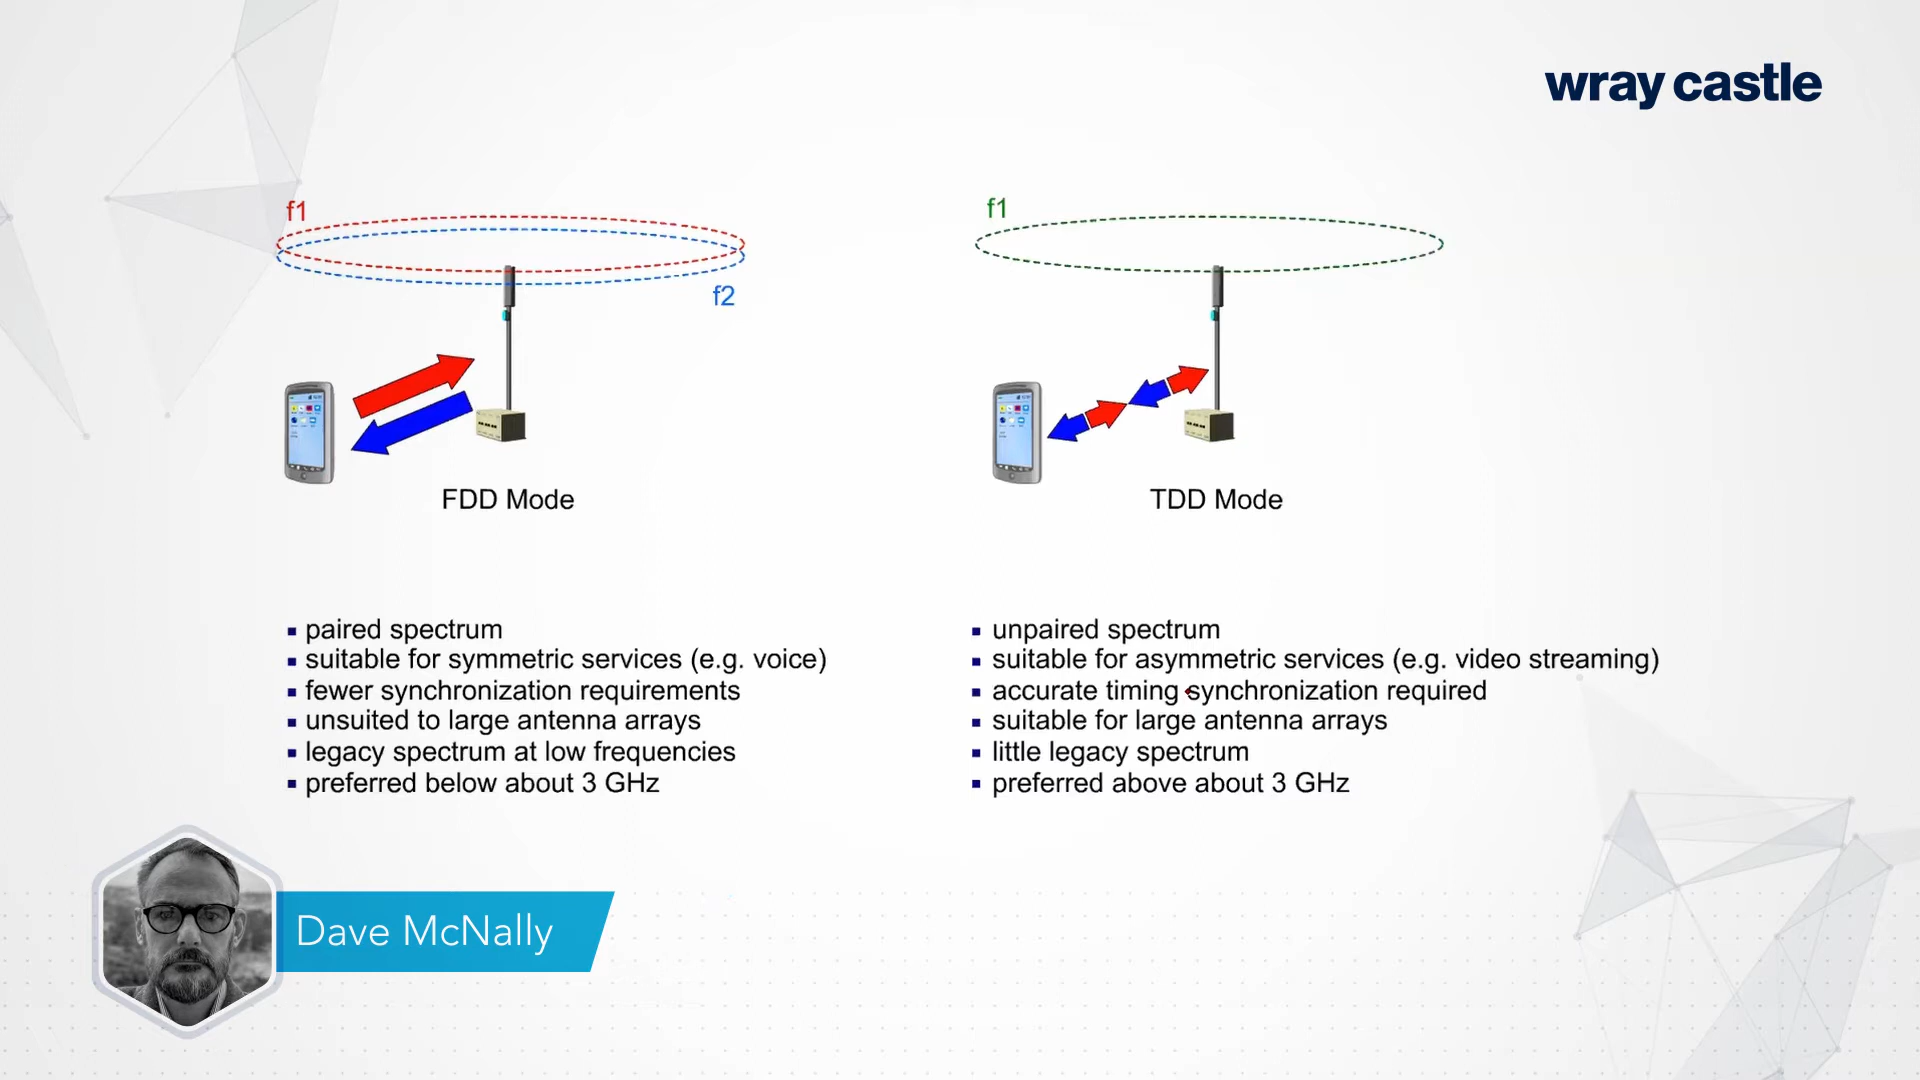 wray castle
f1
f2
FDD Mode
f1
TDD Mode
paired spectrum
suitable for symmetric services (e.g. voice)
fewer synchronization requirements
unsuited to large antenna arrays
legacy spectrum at low frequencies
preferred below about 3 GHz
unpaired spectrum
suitable for asymmetric services (e.g. video streaming)
accurate timing synchronization required
suitable for large antenna arrays
little legacy spectrum
preferred above about 3 GHz
Dave McNally